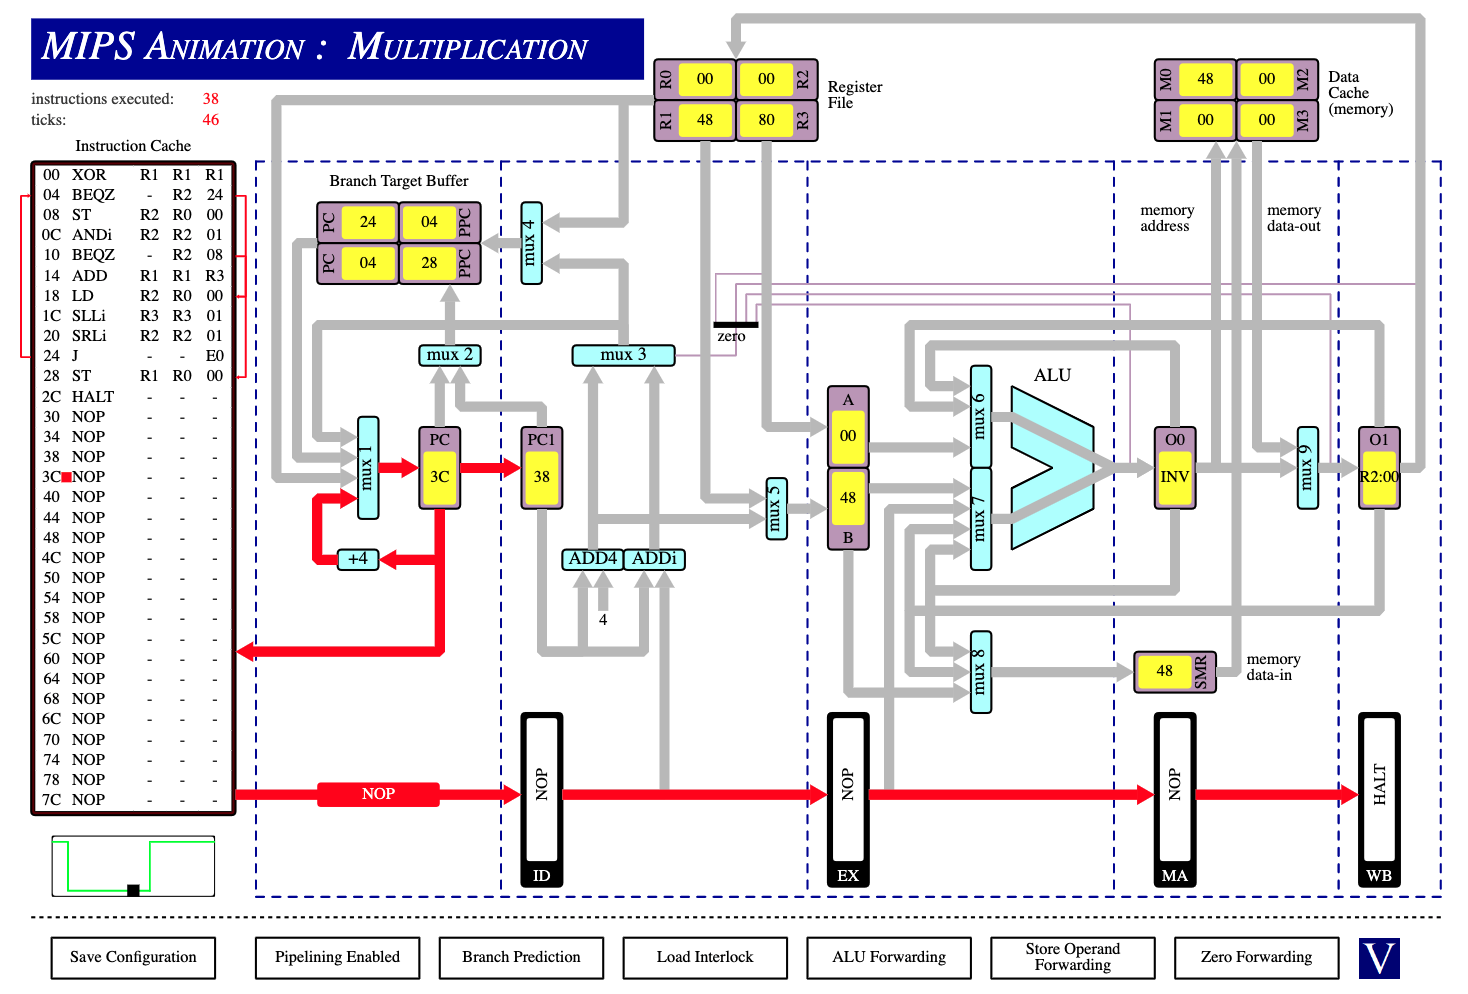 MIPS ANIMATION : MULTIPLICATION
instructions executed: 38
ticks: 46
Instruction Cache
00 XOR R1 R1 R1
04 BEQZ - R2 24
08 ST R2 R0 00
0C ANDi R2 R2 01
10 BEQZ - R2 08
14 ADD R1 R1 R3
18 LD R2 R0 00
1C SLLi R3 R3 01
20 SRLi R2 R2 01
24 J - - E0
28 ST R1 R0 00
2C HALT - - -
30 NOP - - -
34 NOP - - -
38 NOP - - -
3C NOP - - -
40 NOP - - -
44 NOP - - -
48 NOP - - -
4C NOP - - -
50 NOP - - -
54 NOP - - -
58 NOP - - -
5C NOP - - -
60 NOP - - -
64 NOP - - -
68 NOP - - -
6C NOP - - -
70 NOP - - -
74 NOP - - -
78 NOP - - -
7C NOP - - -
R0 00 00 R2
R1 48 80 R3
Register
File
M0 48 00 M2
M1 00 00 M3
Data
Cache
(memory)
Branch Target Buffer
PC 24 04 PPC
PC 04 28 PPC
mux 4
memory
address
memory
data-out
zero
mux 2
mux 3
mux 1
PC
3C
PC1
38
+4
mux 5
ADD4
ADDi
4
A
00
48
B
mux 6
mux 7
ALU
O0
INV
mux 9
O1
R2:00
mux 8
48 SMR
memory
data-in
NOP
NOP
ID
NOP
EX
NOP
MA
HALT
WB
Save Configuration
Pipelining Enabled
Branch Prediction
Load Interlock
ALU Forwarding
Store Operand
Forwarding
Zero Forwarding
V